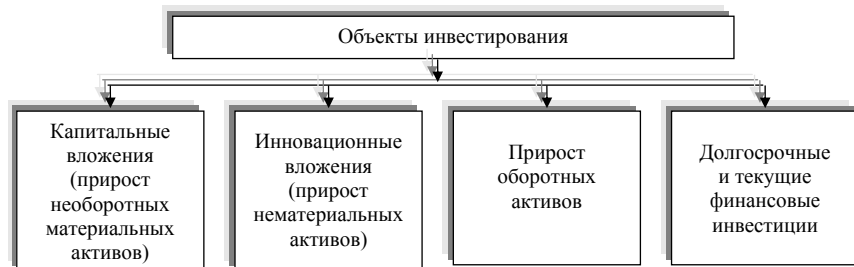 Объекты инвестирования
Капитальные
вложения
(прирост
необоротных
материальных
активов)
Инновационные
вложения
(прирост
нематериальных
активов)
Прирост
оборотных
активов
Долгосрочные
и текущие
финансовые
инвестиции